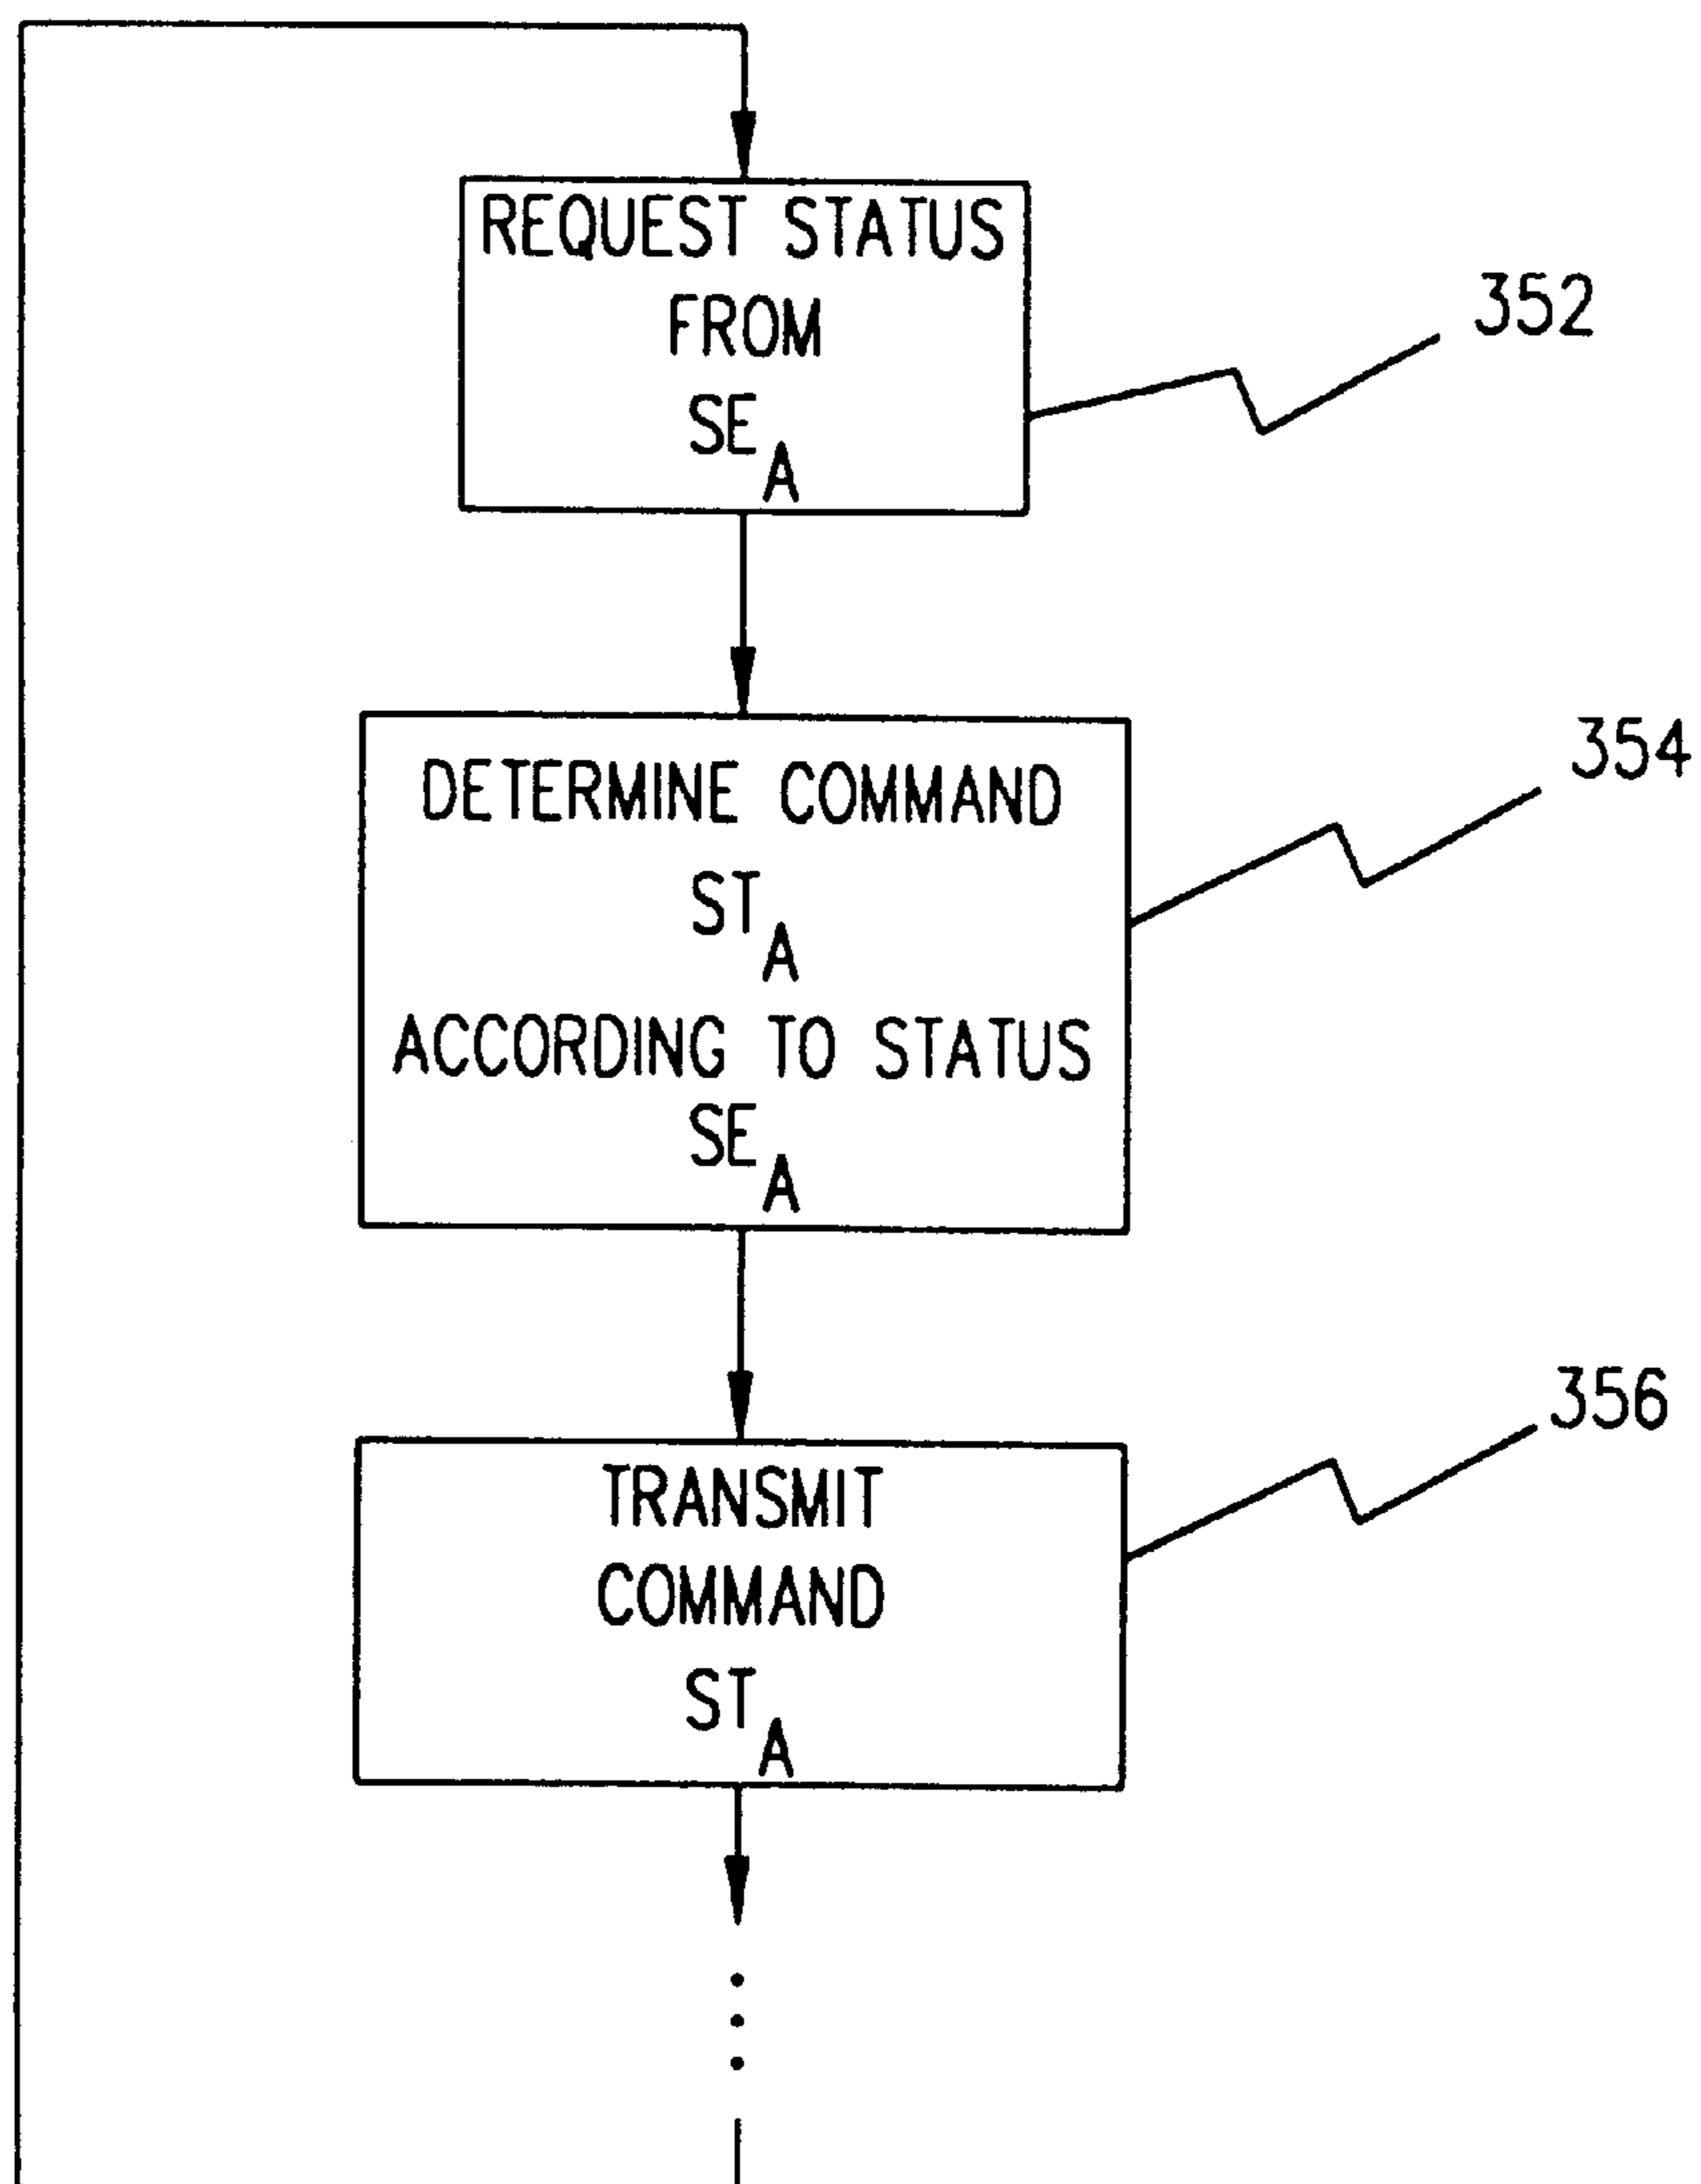 REQUEST STATUS
FROM
SE A
352
DETERMINE COMMAND
ST A
ACCORDING TO STATUS
SE A
354
TRANSMIT
COMMAND
ST A
356